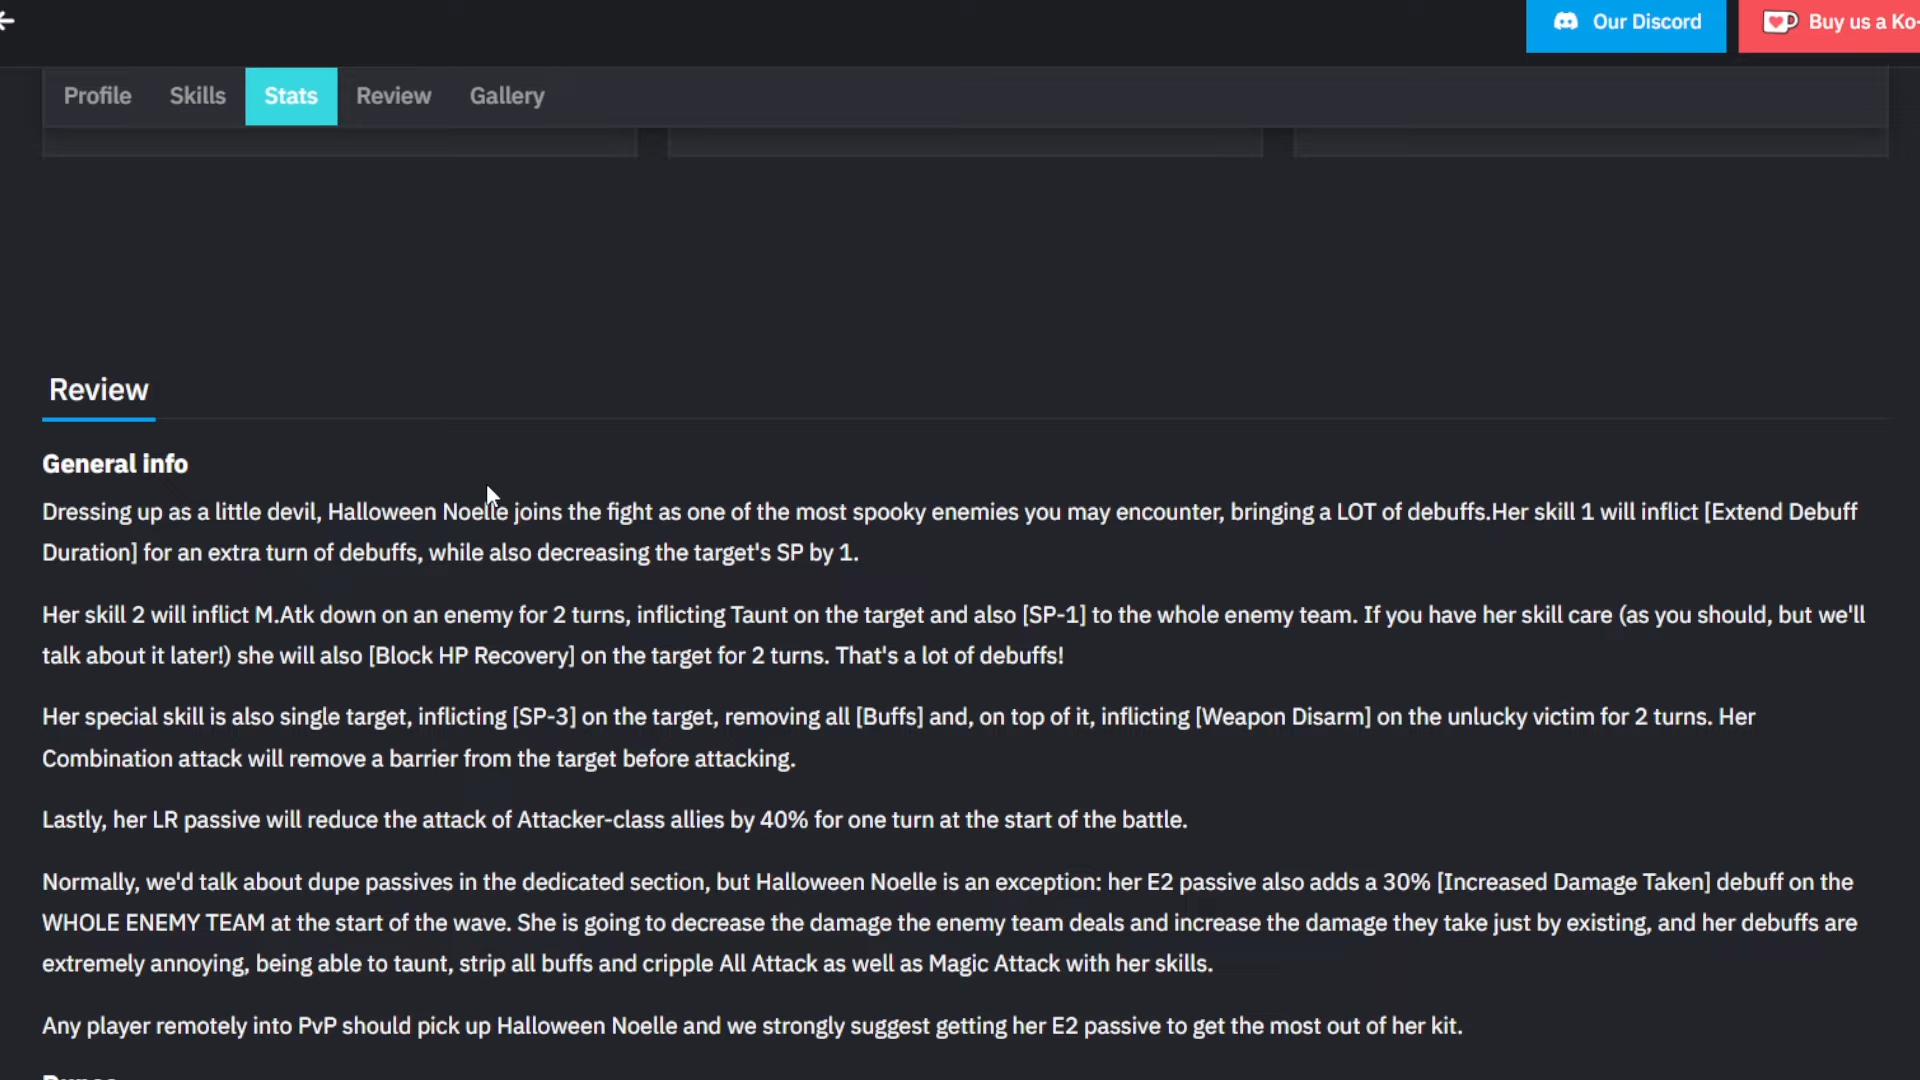 Our Discord
Buy us a Ko-
Profile Skills Stats Review Gallery
Review
General info
Dressing up as a little devil, Halloween Noelle joins the fight as one of the most spooky enemies you may encounter, bringing a LOT of debuffs.Her skill 1 will inflict [Extend Debuff
Duration] for an extra turn of debuffs, while also decreasing the target's SP by 1.
Her skill 2 will inflict M.Atk down on an enemy for 2 turns, inflicting Taunt on the target and also [SP-1] to the whole enemy team. If you have her skill care (as you should, but we'll
talk about it later!) she will also [Block HP Recovery] on the target for 2 turns. That's a lot of debuffs!
Her special skill is also single target, inflicting [SP-3] on the target, removing all [Buffs] and, on top of it, inflicting [Weapon Disarm] on the unlucky victim for 2 turns. Her
Combination attack will remove a barrier from the target before attacking.
Lastly, her LR passive will reduce the attack of Attacker-class allies by 40% for one turn at the start of the battle.
Normally, we'd talk about dupe passives in the dedicated section, but Halloween Noelle is an exception: her E2 passive also adds a 30% [Increased Damage Taken] debuff on the
WHOLE ENEMY TEAM at the start of the wave. She is going to decrease the damage the enemy team deals and increase the damage they take just by existing, and her debuffs are
extremely annoying, being able to taunt, strip all buffs and cripple All Attack as well as Magic Attack with her skills.
Any player remotely into PvP should pick up Halloween Noelle and we strongly suggest getting her E2 passive to get the most out of her kit.